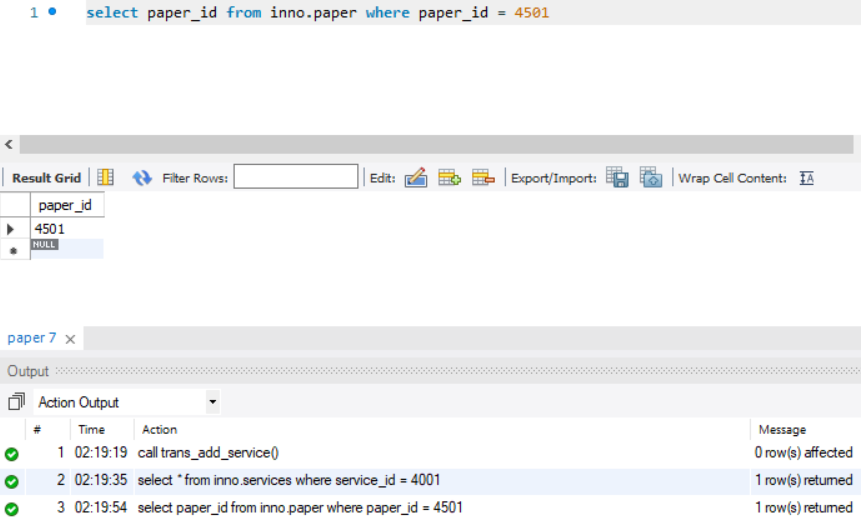 1 select paper_id from inno.paper where paper_id = 4501
Result Grid Filter Rows: Edit: Export/Import: Wrap Cell Content: IA
paper_id
4501
NULL
paper 7
Output
Action Output
# Time Action Message
1 02:19:19 call trans_add_service() 0 row(s) affected
2 02:19:35 select * from inno.services where service_id = 4001 1 row(s) returned
3 02:19:54 select paper_id from inno.paper where paper_id = 4501 1 row(s) returned